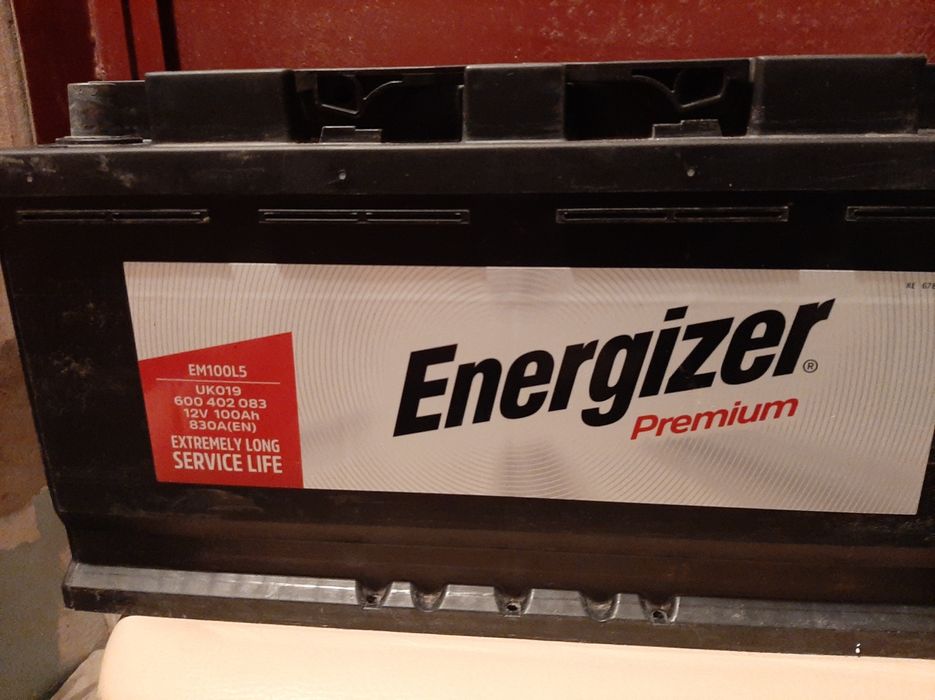 EM100L5
UK019
600 402 083
12V 100Ah
830A(EN)
EXTREMELY LONG
SERVICE LIFE
Energizer®
Premium